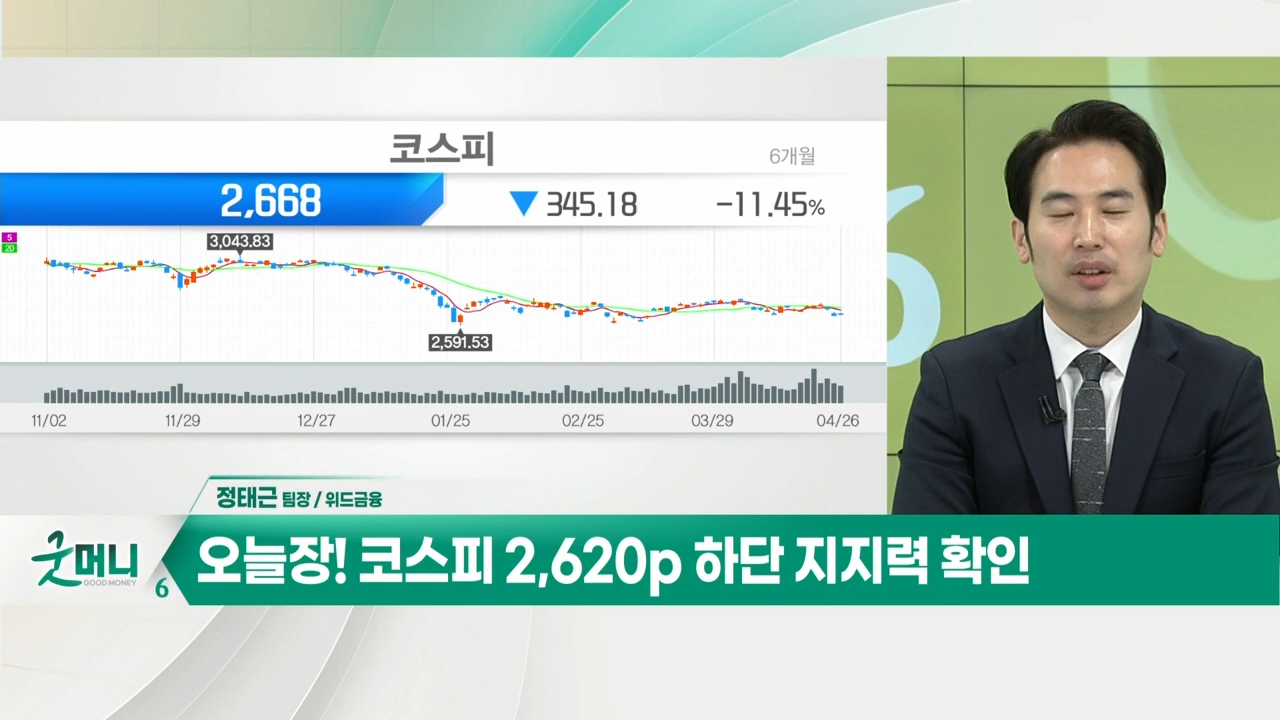 코스피
6개월
2,668
▼ 345.18
-11.45%
5
20
3,043.83
2,591.53
11/02 11/29 12/27 01/25 02/25 03/29 04/26
정태근 팀장 / 위드금융
굿머니
GOOD MONEY
6
오늘장! 코스피 2,620p 하단 지지력 확인